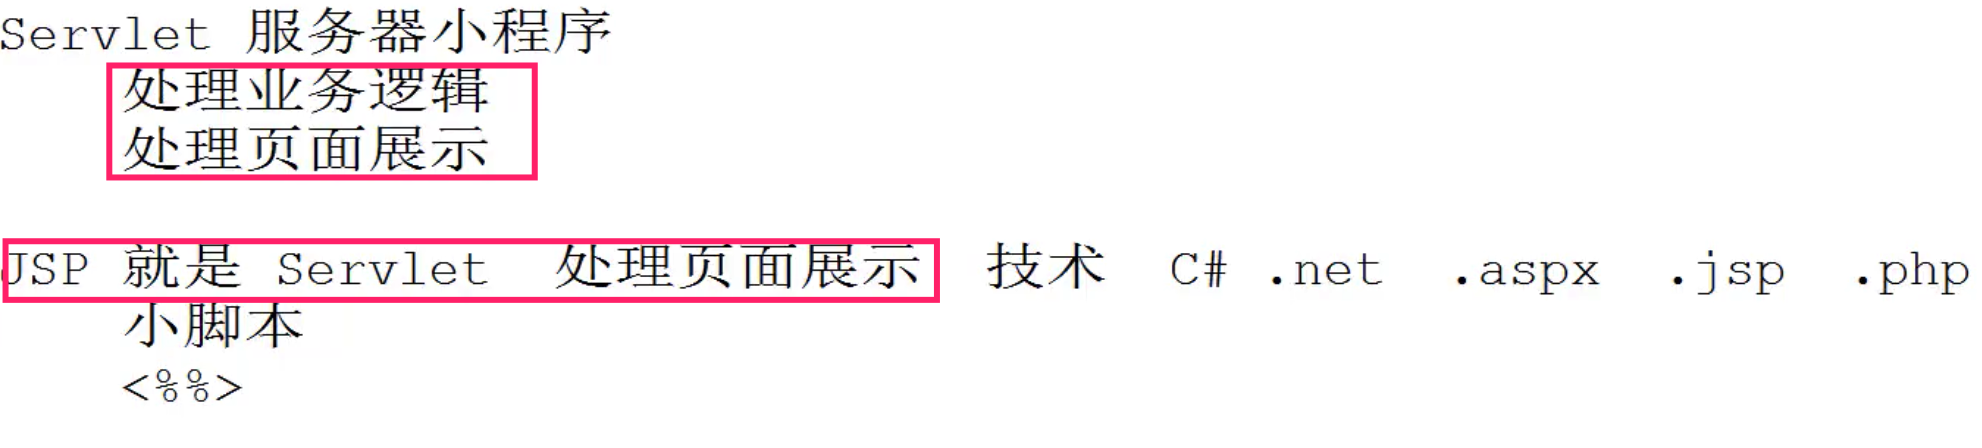 Servlet 服务器小程序
处理业务逻辑
处理页面展示
JSP 就是 Servlet 处理页面展示 技术 C# .net .aspx .jsp .php
小脚本
<%%>